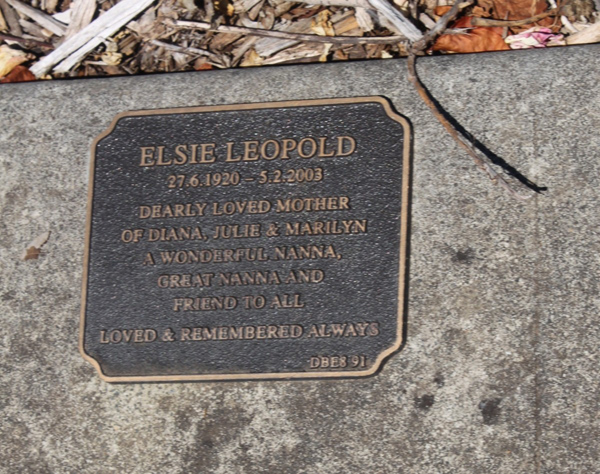 ELSIE LEOPOLD
27.6.1920 – 5.2.2003
DEARLY LOVED MOTHER
OF DIANA, JULIE & MARILYN
A WONDERFUL NANNA,
GREAT NANNA AND
FRIEND TO ALL
LOVED & REMEMBERED ALWAYS
DBE8 91